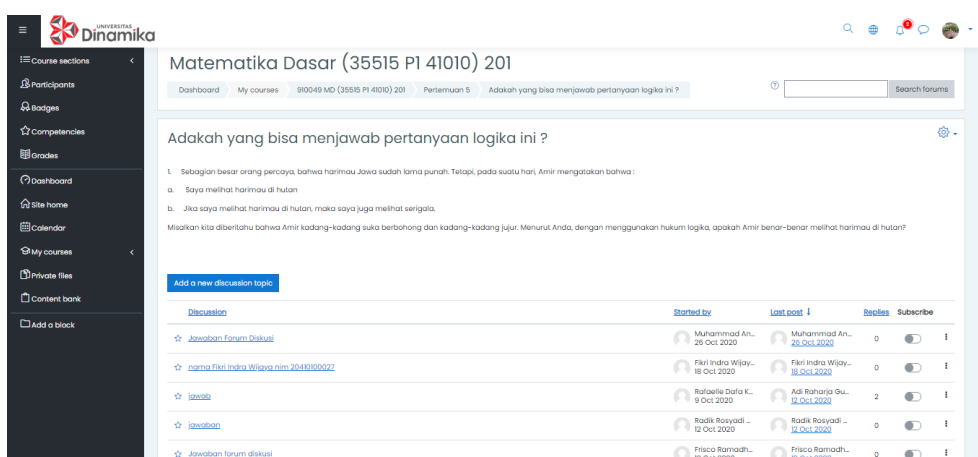 UNIVERSITAS
Dinamika
Course sections
Participants
Badges
Competencies
Grades
Dashboard
Site home
Calendar
My courses
Private files
Content bank
Add a block
Matematika Dasar (35515 P1 41010) 201
Dashboard My courses 910049 MD (35515 P1 41010) 201 Pertemuan 5 Adakah yang bisa menjawab pertanyaan logika ini ?
Search forums
Adakah yang bisa menjawab pertanyaan logika ini ?
1. Sebagian besar orang percaya, bahwa harimau Jawa sudah lama punah. Tetapi, pada suatu hari, Amir mengatakan bahwa :
a. Saya melihat harimau di hutan
b. Jika saya melihat harimau di hutan, maka saya juga melihat serigala.
Misalkan kita diberitahu bahwa Amir kadang-kadang suka berbohong dan kadang-kadang jujur. Menurut Anda, dengan menggunakan hukum logika, apakah Amir benar-benar melihat harimau di hutan?
Add a new discussion topic
Discussion Started by Last post ↓ Replies Subscribe
Jawaban Forum Diskusi Muhammad An... Muhammad An... 0
26 Oct 2020 26 Oct 2020
nama Fikri Indra Wijaya nim 20410100027 Fikri Indra Wijay... Fikri Indra Wijay... 0
18 Oct 2020 18 Oct 2020
jawab Rafaelle Dafa K... Adi Raharja Gu... 2
9 Oct 2020 12 Oct 2020
jawaban Radik Rosyadi ... Radik Rosyadi ... 0
12 Oct 2020 12 Oct 2020
Jawaban forum diskusi Frisco Ramadh... Frisco Ramadh... 0